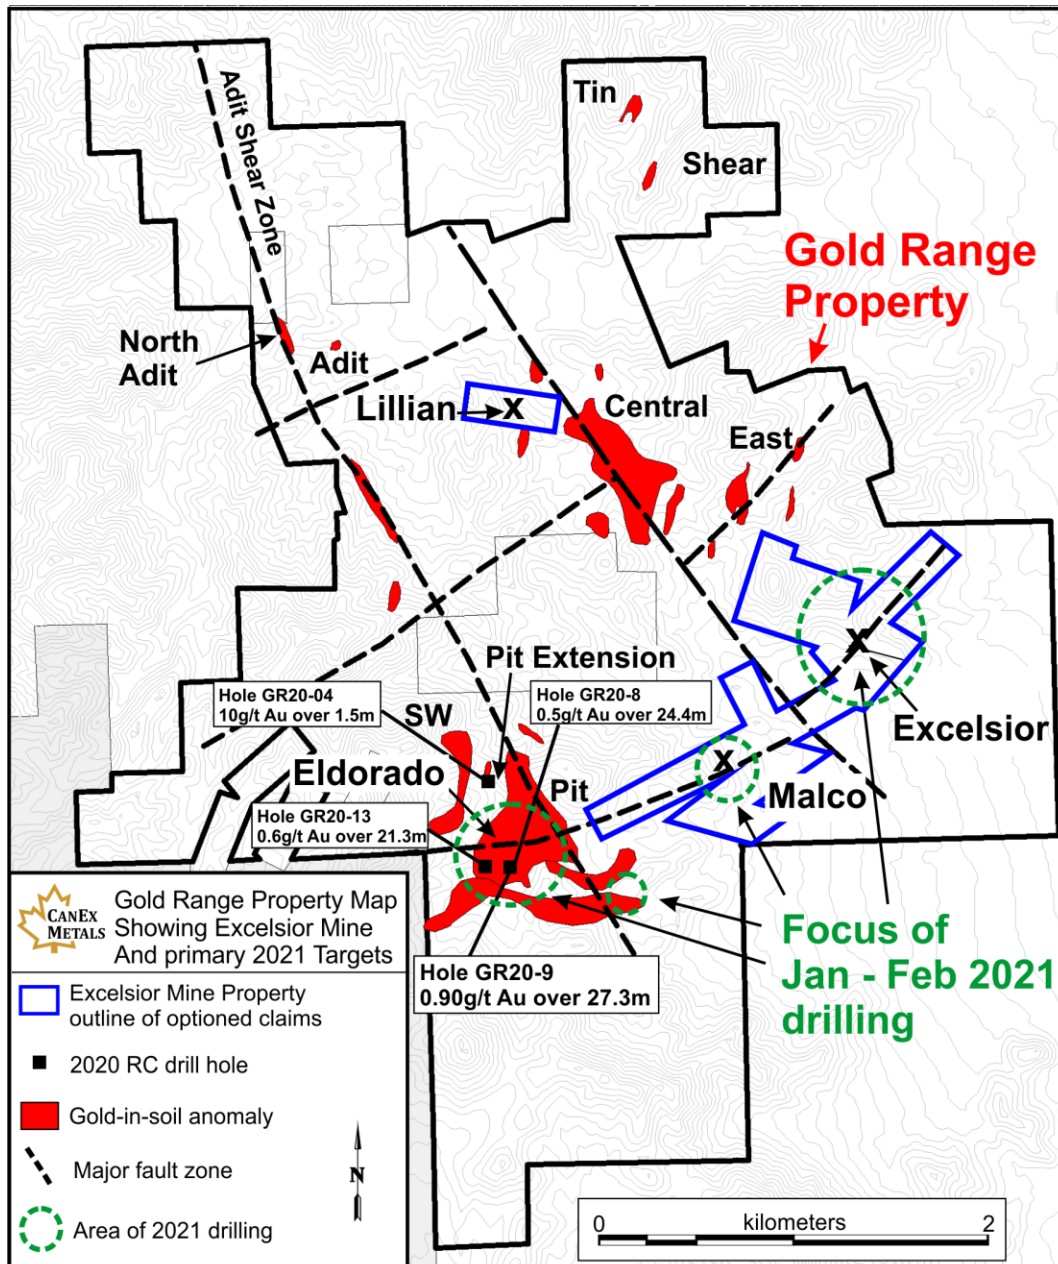 Tin
Shear
Adit Shear Zone
Gold Range
Property
North
Adit
Adit
Lillian
X
Central
East
Pit Extension
Hole GR20-04
10g/t Au over 1.5m
Hole GR20-8
0.5g/t Au over 24.4m
SW
X
Excelsior
Eldorado
Pit
X
Malco
Hole GR20-13
0.6g/t Au over 21.3m
Hole GR20-9
0.90g/t Au over 27.3m
Focus of
Jan - Feb 2021
drilling
CANEX
METALS
Gold Range Property Map
Showing Excelsior Mine
And primary 2021 Targets
Excelsior Mine Property
outline of optioned claims
2020 RC drill hole
Gold-in-soil anomaly
Major fault zone
Area of 2021 drilling
N
0 kilometers 2